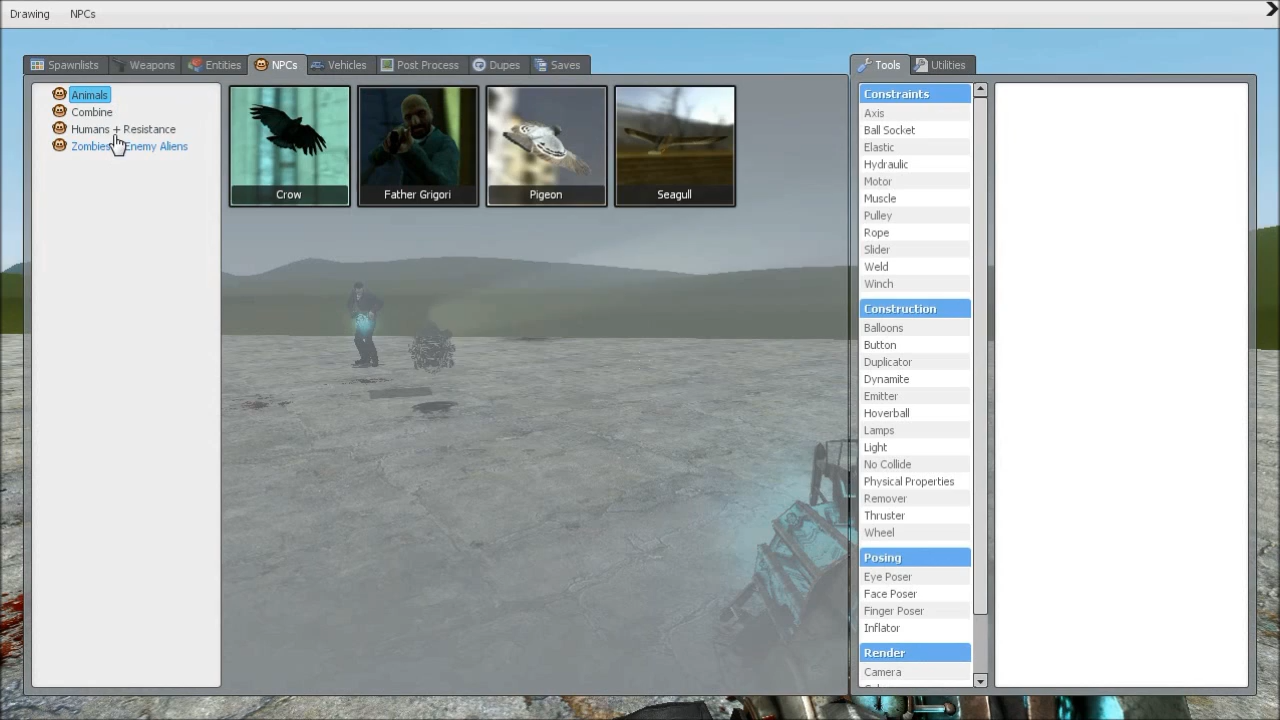 Drawing NPCs
Spawnlists Weapons Entities NPCs Vehicles Post Process Dupes Saves
Animals
Combine
Humans + Resistance
Zombies Enemy Aliens
Crow Father Grigori Pigeon Seagull
Tools Utilities
Constraints
Axis
Ball Socket
Elastic
Hydraulic
Motor
Muscle
Pulley
Rope
Slider
Weld
Winch
Construction
Balloons
Button
Duplicator
Dynamite
Emitter
Hoverball
Lamps
Light
No Collide
Physical Properties
Remover
Thruster
Wheel
Posing
Eye Poser
Face Poser
Finger Poser
Inflator
Render
Camera